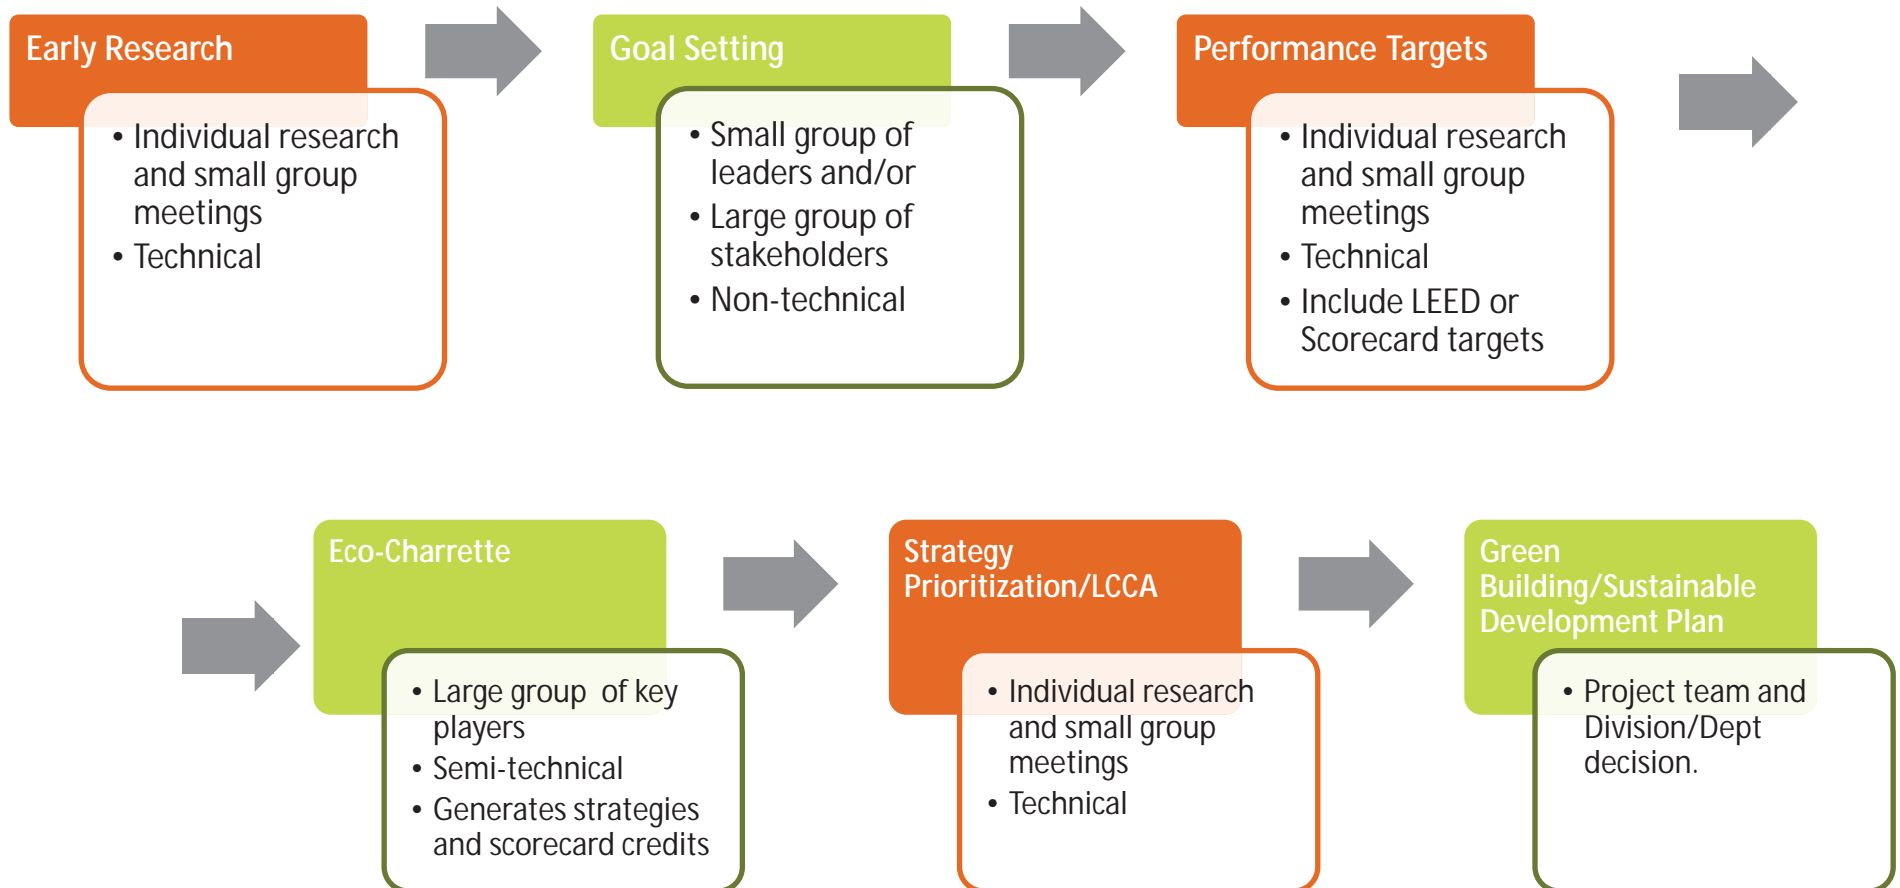 Early Research
• Individual research
and small group
meetings
• Technical
Goal Setting
• Small group of
leaders and/or
• Large group of
stakeholders
• Non-technical
Performance Targets
• Individual research
and small group
meetings
• Technical
• Include LEED or
Scorecard targets
Eco-Charrette
• Large group of key
players
• Semi-technical
• Generates strategies
and scorecard credits
Strategy
Prioritization/LCCA
• Individual research
and small group
meetings
• Technical
Green
Building/Sustainable
Development Plan
• Project team and
Division/Dept
decision.